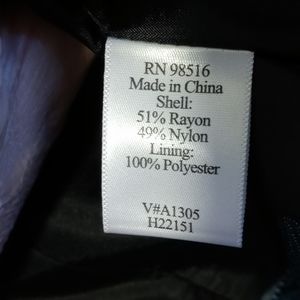 RN 98516
Made in China
Shell:
51% Rayon
49% Nylon
Lining:
100% Polyester
V#A1305
H22151